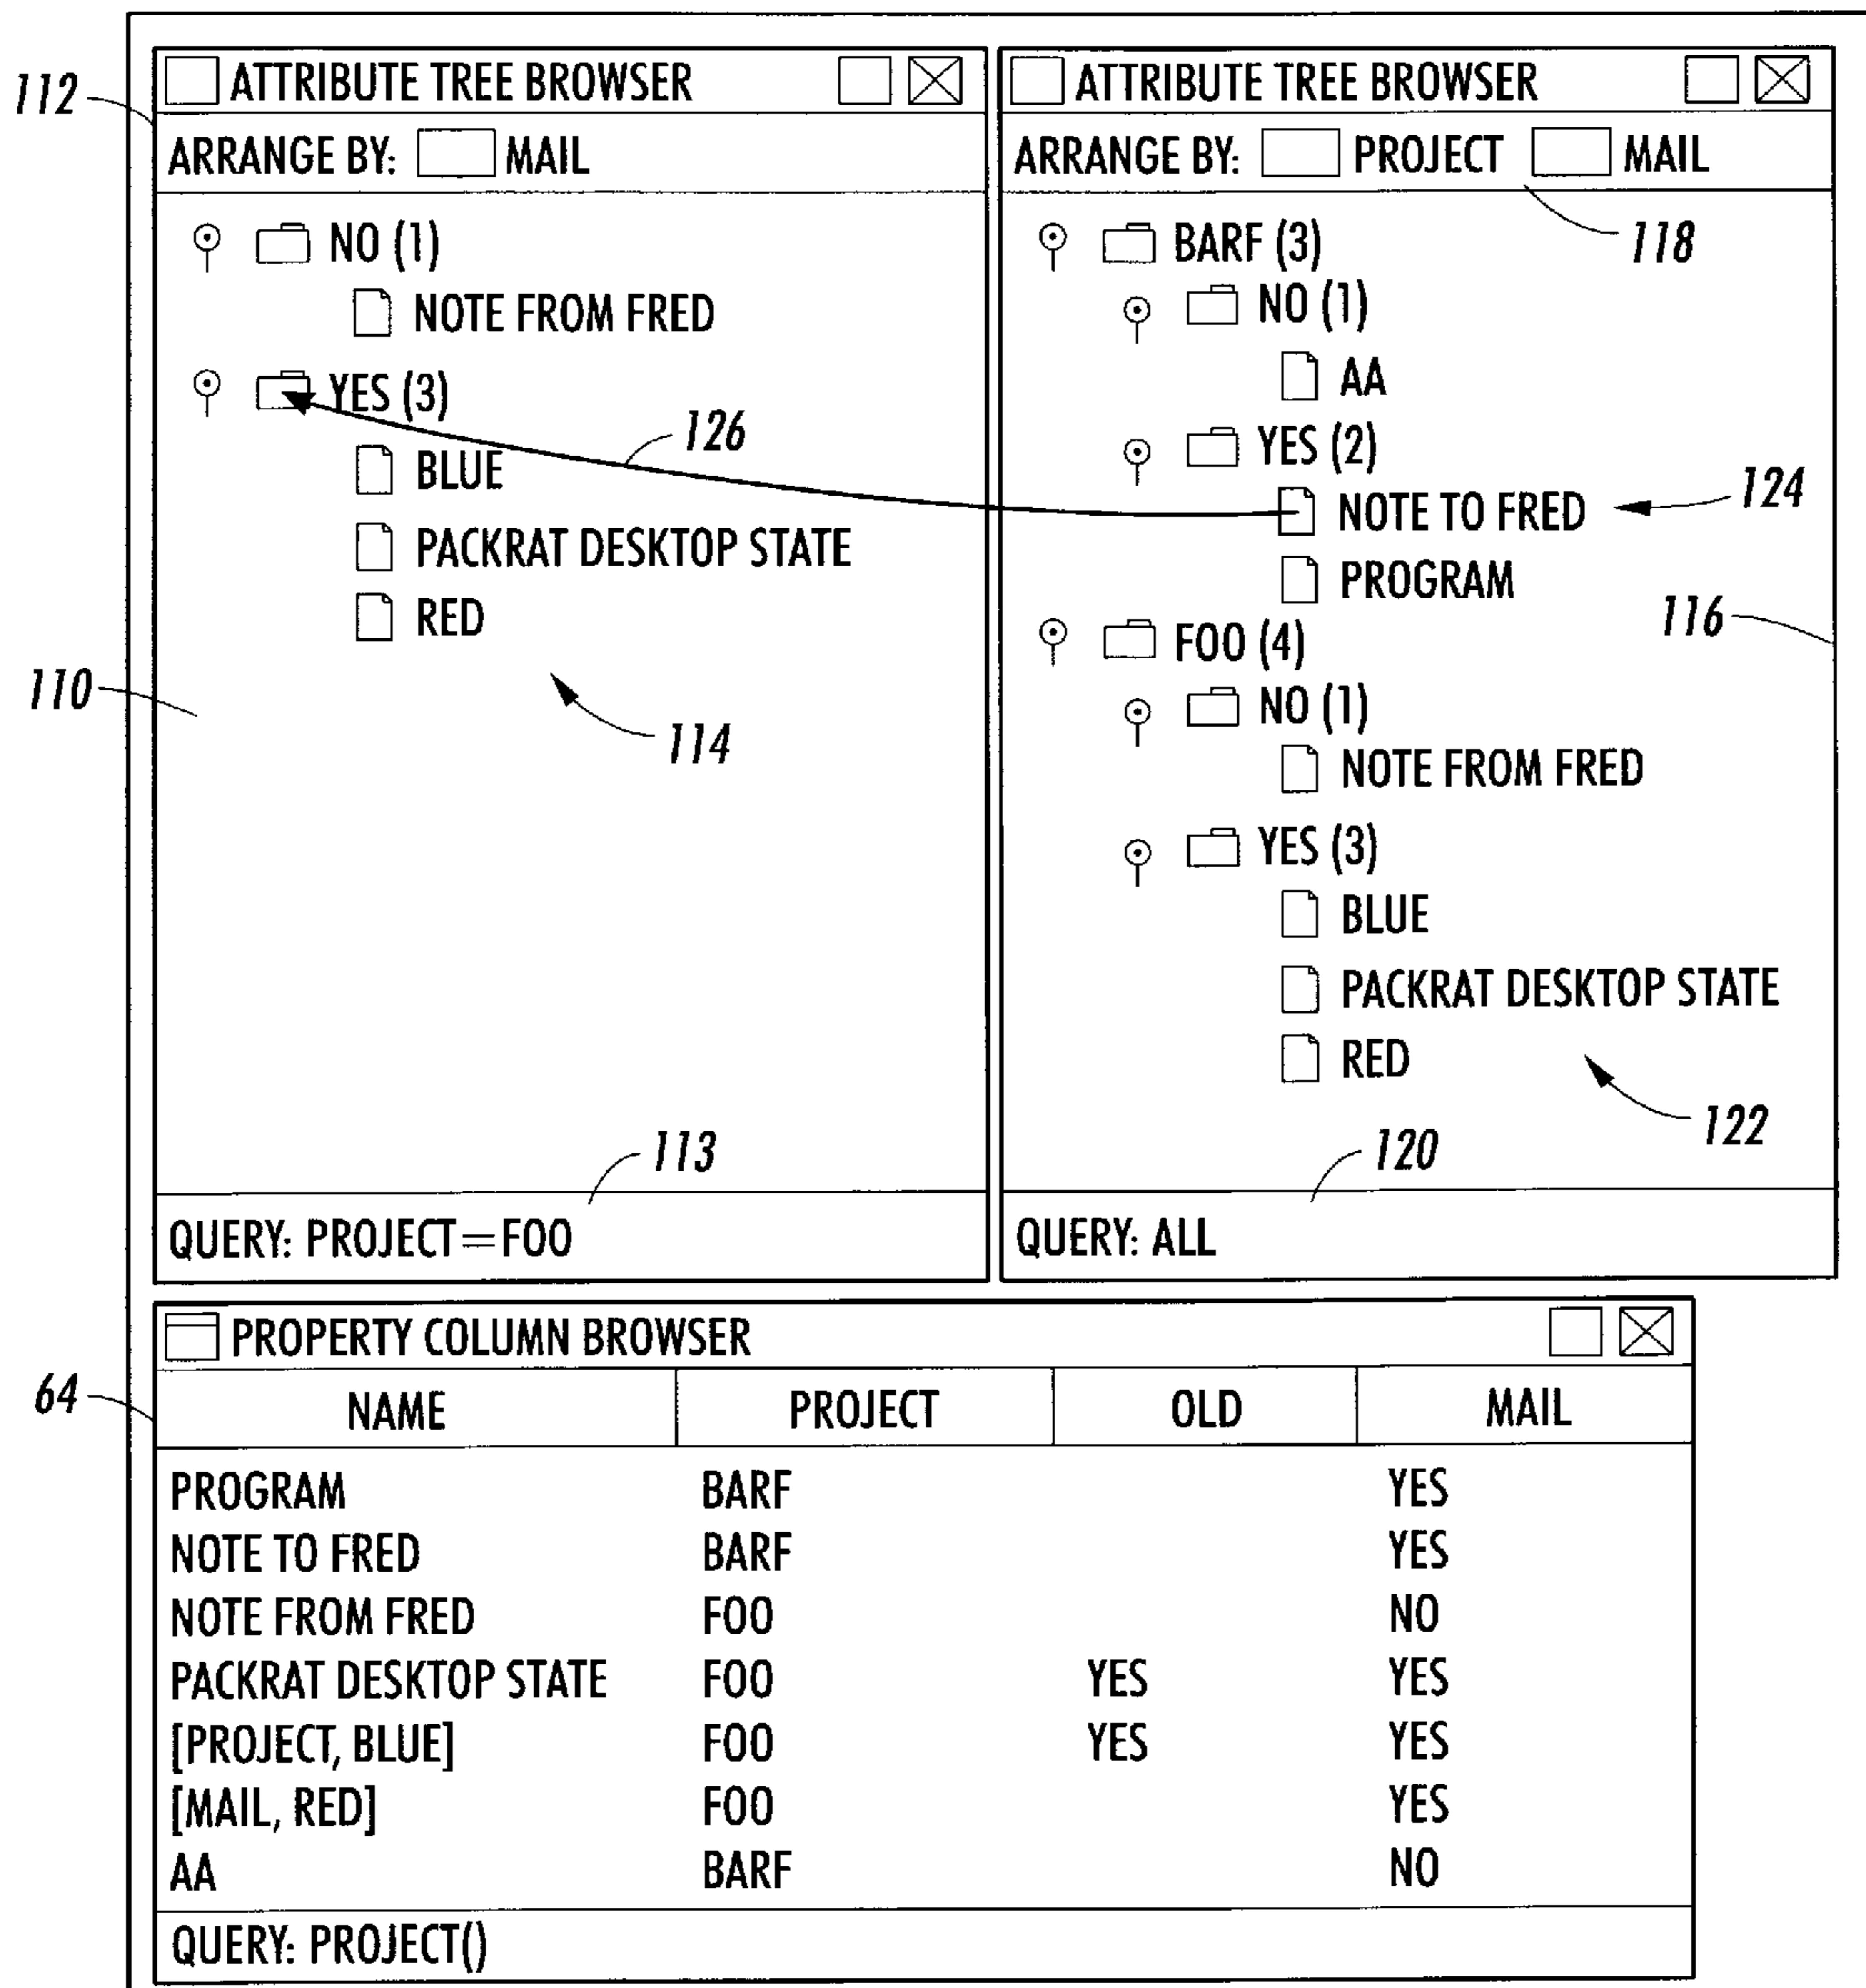 112
ATTRIBUTE TREE BROWSER
ARRANGE BY: MAIL
NO (1)
NOTE FROM FRED
YES (3)
126
BLUE
PACKRAT DESKTOP STATE
RED
110
114
113
QUERY: PROJECT=FOO
ATTRIBUTE TREE BROWSER
ARRANGE BY: PROJECT MAIL
118
BARF (3)
NO (1)
AA
YES (2)
NOTE TO FRED
124
PROGRAM
116
FOO (4)
NO (1)
NOTE FROM FRED
YES (3)
BLUE
PACKRAT DESKTOP STATE
RED
122
120
QUERY: ALL
64
PROPERTY COLUMN BROWSER
NAME PROJECT OLD MAIL
PROGRAM BARF YES
NOTE TO FRED BARF YES
NOTE FROM FRED FOO NO
PACKRAT DESKTOP STATE FOO YES YES
[PROJECT, BLUE] FOO YES YES
[MAIL, RED] FOO YES
AA BARF NO
QUERY: PROJECT()